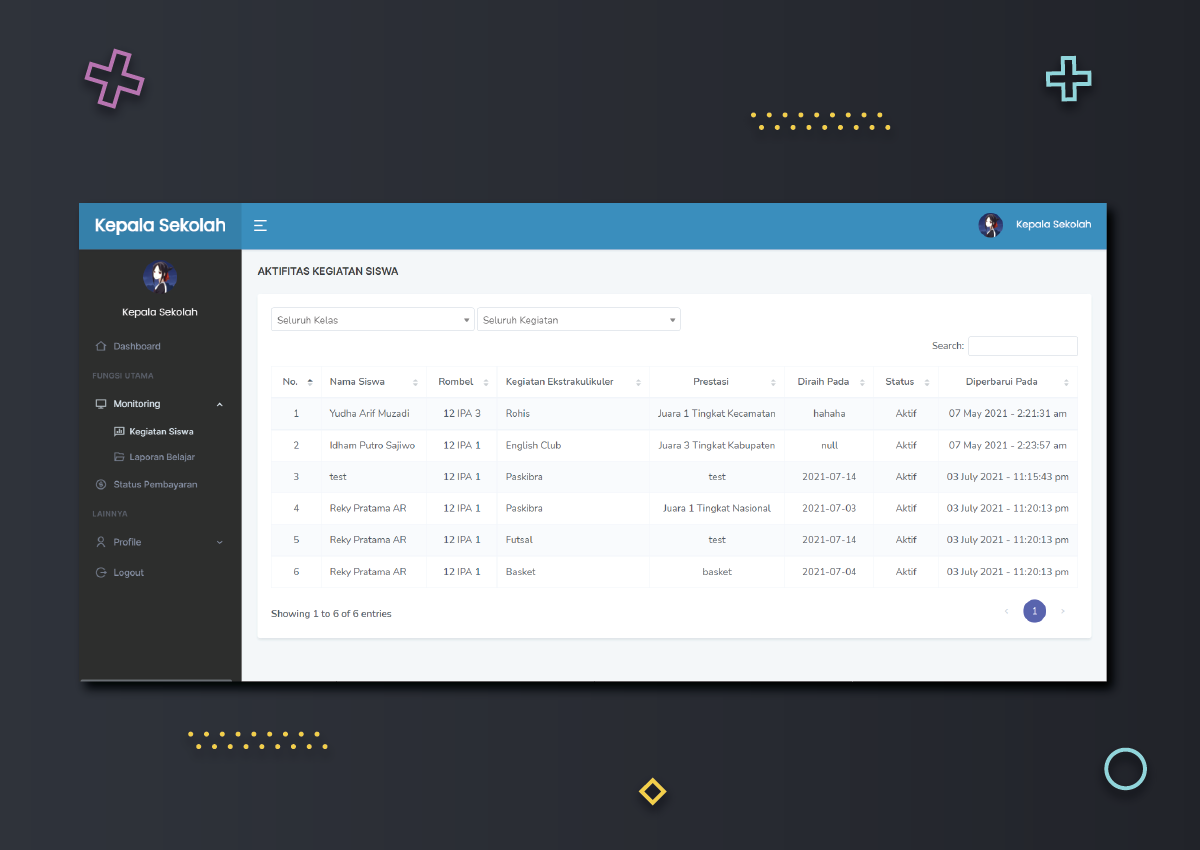 Kepala Sekolah
Kepala Sekolah
Kepala Sekolah
Dashboard
FUNGSI UTAMA
Monitoring
Kegiatan Siswa
Laporan Belajar
Status Pembayaran
LAINNYA
Profile
Logout
AKTIFITAS KEGIATAN SISWA
Seluruh Kelas Seluruh Kegiatan
Search:
No. Nama Siswa Rombel Kegiatan Ekstrakulikuler Prestasi Diraih Pada Status Diperbarui Pada
1 Yudha Arif Muzadi 12 IPA 3 Rohis Juara 1 Tingkat Kecamatan hahaha Aktif 07 May 2021 - 2:21:31 am
2 Idham Putro Sajiwo 12 IPA 1 English Club Juara 3 Tingkat Kabupaten null Aktif 07 May 2021 - 2:23:57 am
3 test 12 IPA 1 Paskibra test 2021-07-14 Aktif 03 July 2021 - 11:15:43 pm
4 Reky Pratama AR 12 IPA 1 Paskibra Juara 1 Tingkat Nasional 2021-07-03 Aktif 03 July 2021 - 11:20:13 pm
5 Reky Pratama AR 12 IPA 1 Futsal test 2021-07-14 Aktif 03 July 2021 - 11:20:13 pm
6 Reky Pratama AR 12 IPA 1 Basket basket 2021-07-04 Aktif 03 July 2021 - 11:20:13 pm
Showing 1 to 6 of 6 entries
‹ 1 ›